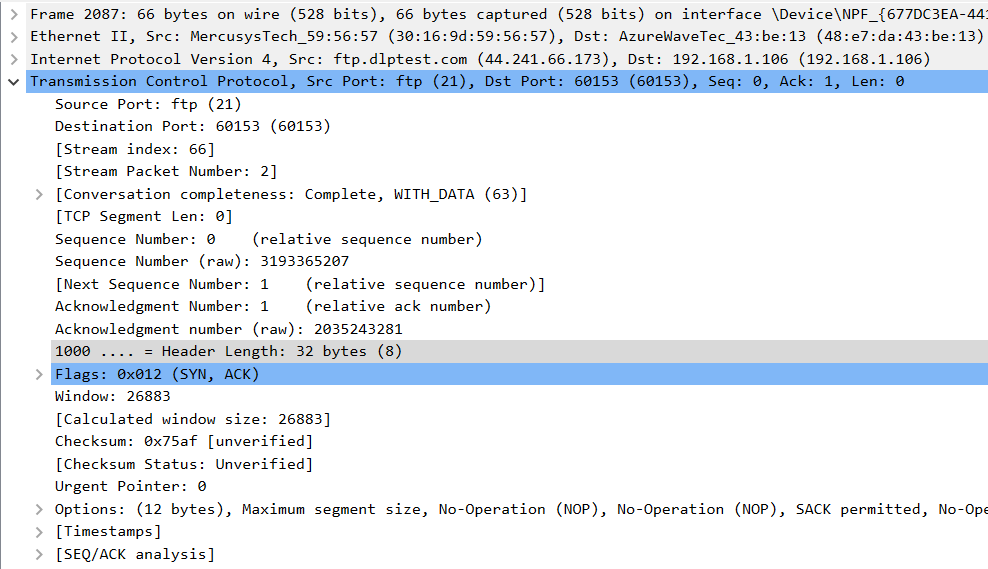 Frame 2087: 66 bytes on wire (528 bits), 66 bytes captured (528 bits) on interface \Device\NPF_{677DC3EA-441
Ethernet II, Src: MercusysTech_59:56:57 (30:16:9d:59:56:57), Dst: AzureWaveTec_43:be:13 (48:e7:da:43:be:13)
Internet Protocol Version 4, Src: ftp.dlptest.com (44.241.66.173), Dst: 192.168.1.106 (192.168.1.106)
Transmission Control Protocol, Src Port: ftp (21), Dst Port: 60153 (60153), Seq: 0, Ack: 1, Len: 0
Source Port: ftp (21)
Destination Port: 60153 (60153)
[Stream index: 66]
[Stream Packet Number: 2]
[Conversation completeness: Complete, WITH_DATA (63)]
[TCP Segment Len: 0]
Sequence Number: 0    (relative sequence number)
Sequence Number (raw): 3193365207
[Next Sequence Number: 1    (relative sequence number)]
Acknowledgment Number: 1    (relative ack number)
Acknowledgment number (raw): 2035243281
1000 .... = Header Length: 32 bytes (8)
Flags: 0x012 (SYN, ACK)
Window: 26883
[Calculated window size: 26883]
Checksum: 0x75af [unverified]
[Checksum Status: Unverified]
Urgent Pointer: 0
Options: (12 bytes), Maximum segment size, No-Operation (NOP), No-Operation (NOP), SACK permitted, No-Ope
[Timestamps]
[SEQ/ACK analysis]